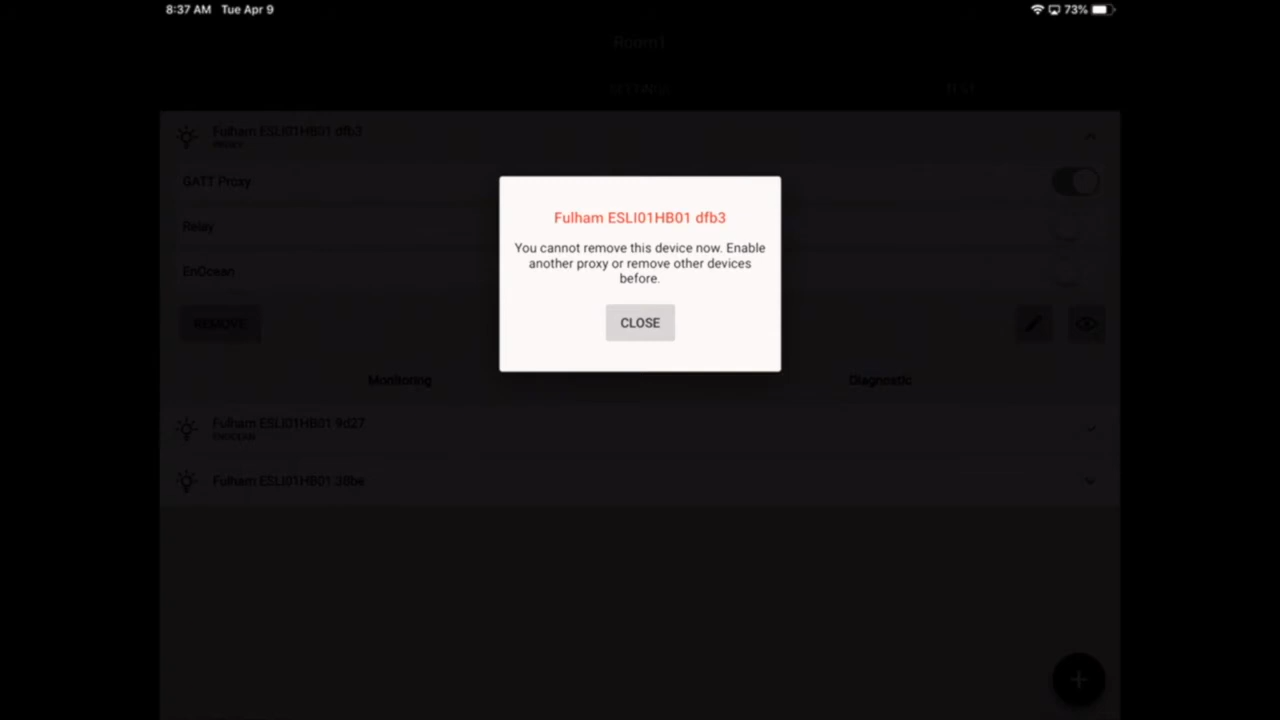 8:37 AM Tue Apr 9
73%
Room1
TEST
Fulham ESLI01HB01 dfb3
GATT Proxy
Relay
EnOcean
REMOVE
Fulham ESLI01HB01 dfb3
You cannot remove this device now. Enable
another proxy or remove other devices
before.
CLOSE
Monitoring
Diagnostic
Fulham ESLI01HB01 9d27
Fulham ESLI01HB01 38be